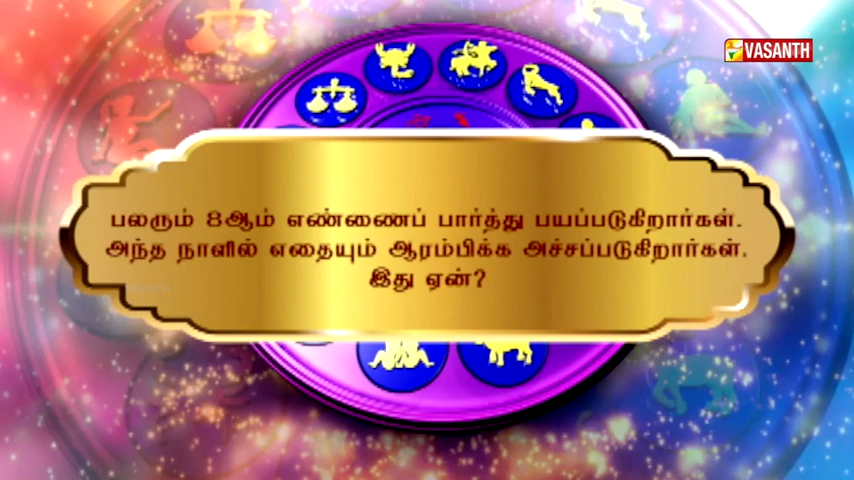 VASANTH
பலரும் 8ஆம் எண்ணைப் பார்த்து பயப்படுகிறார்கள்.
அந்த நாளில் எதையும் ஆரம்பிக்க அச்சப்படுகிறார்கள்.
இது ஏன்?